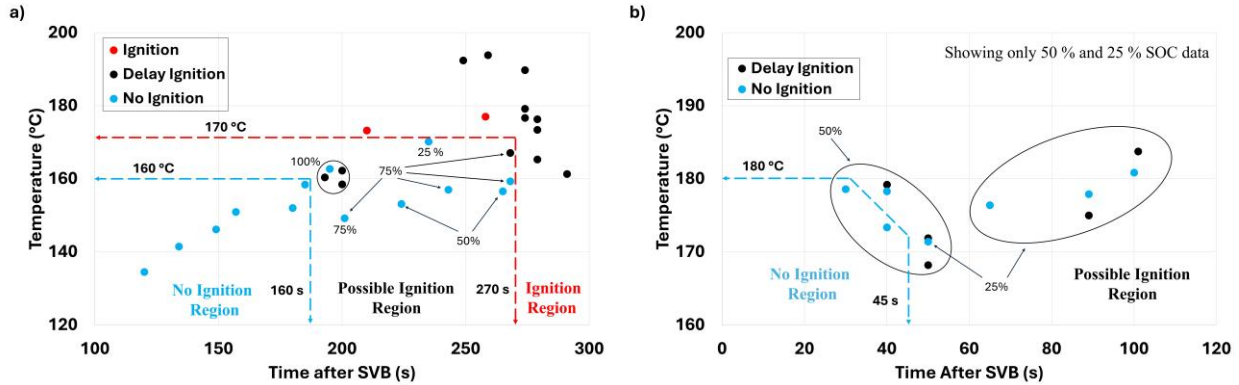 a)
200
180
160
140
120
Temperature (°C)
Ignition
Delay Ignition
No Ignition
170 °C
160 °C
100%
25 %
75%
75%
50%
No Ignition
Region
160 s
Possible Ignition
Region
270 s
Ignition
Region
100
150
200
250
300
Time after SVB (s)
b)
200
190
180
170
160
Temperature (°C)
Showing only 50 % and 25 % SOC data
Delay Ignition
No Ignition
50%
180 °C
25%
No Ignition
Region
45 s
Possible Ignition
Region
0
20
40
60
80
100
120
Time After SVB (s)